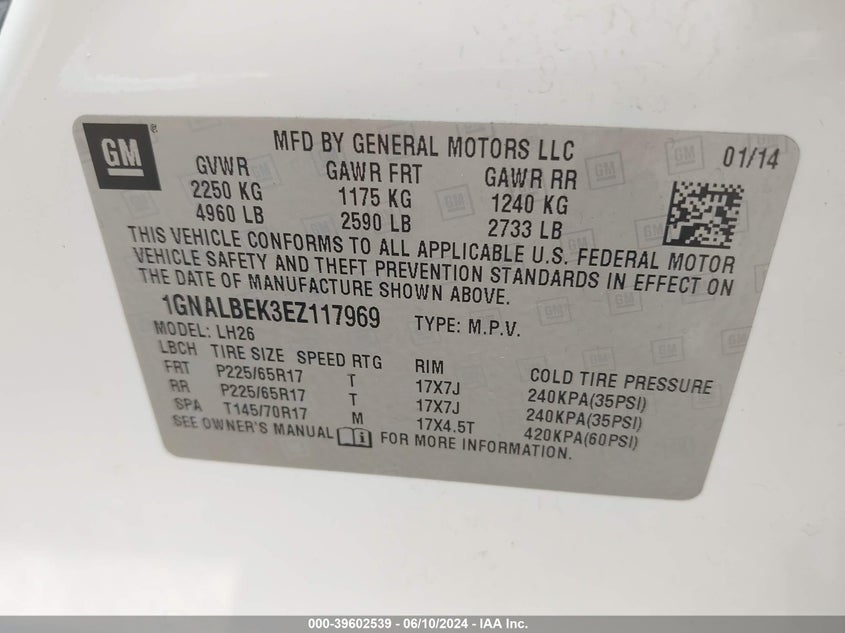 GM®
MFD BY GENERAL MOTORS LLC 01/14
GVWR GAWR FRT GAWR RR
2250 KG 1175 KG 1240 KG
4960 LB 2590 LB 2733 LB
THIS VEHICLE CONFORMS TO ALL APPLICABLE U.S. FEDERAL MOTOR
VEHICLE SAFETY AND THEFT PREVENTION STANDARDS IN EFFECT ON
THE DATE OF MANUFACTURE SHOWN ABOVE.
1GNALBEK3EZ117969 TYPE: M.P.V.
MODEL: LH26
LBCH TIRE SIZE SPEED RTG RIM COLD TIRE PRESSURE
FRT P225/65R17 T 17X7J 240KPA(35PSI)
RR P225/65R17 T 17X7J 240KPA(35PSI)
SPA T145/70R17 M 17X4.5T 420KPA(60PSI)
SEE OWNER'S MANUAL FOR MORE INFORMATION.
000-39602539 - 06/10/2024 - IAA Inc.